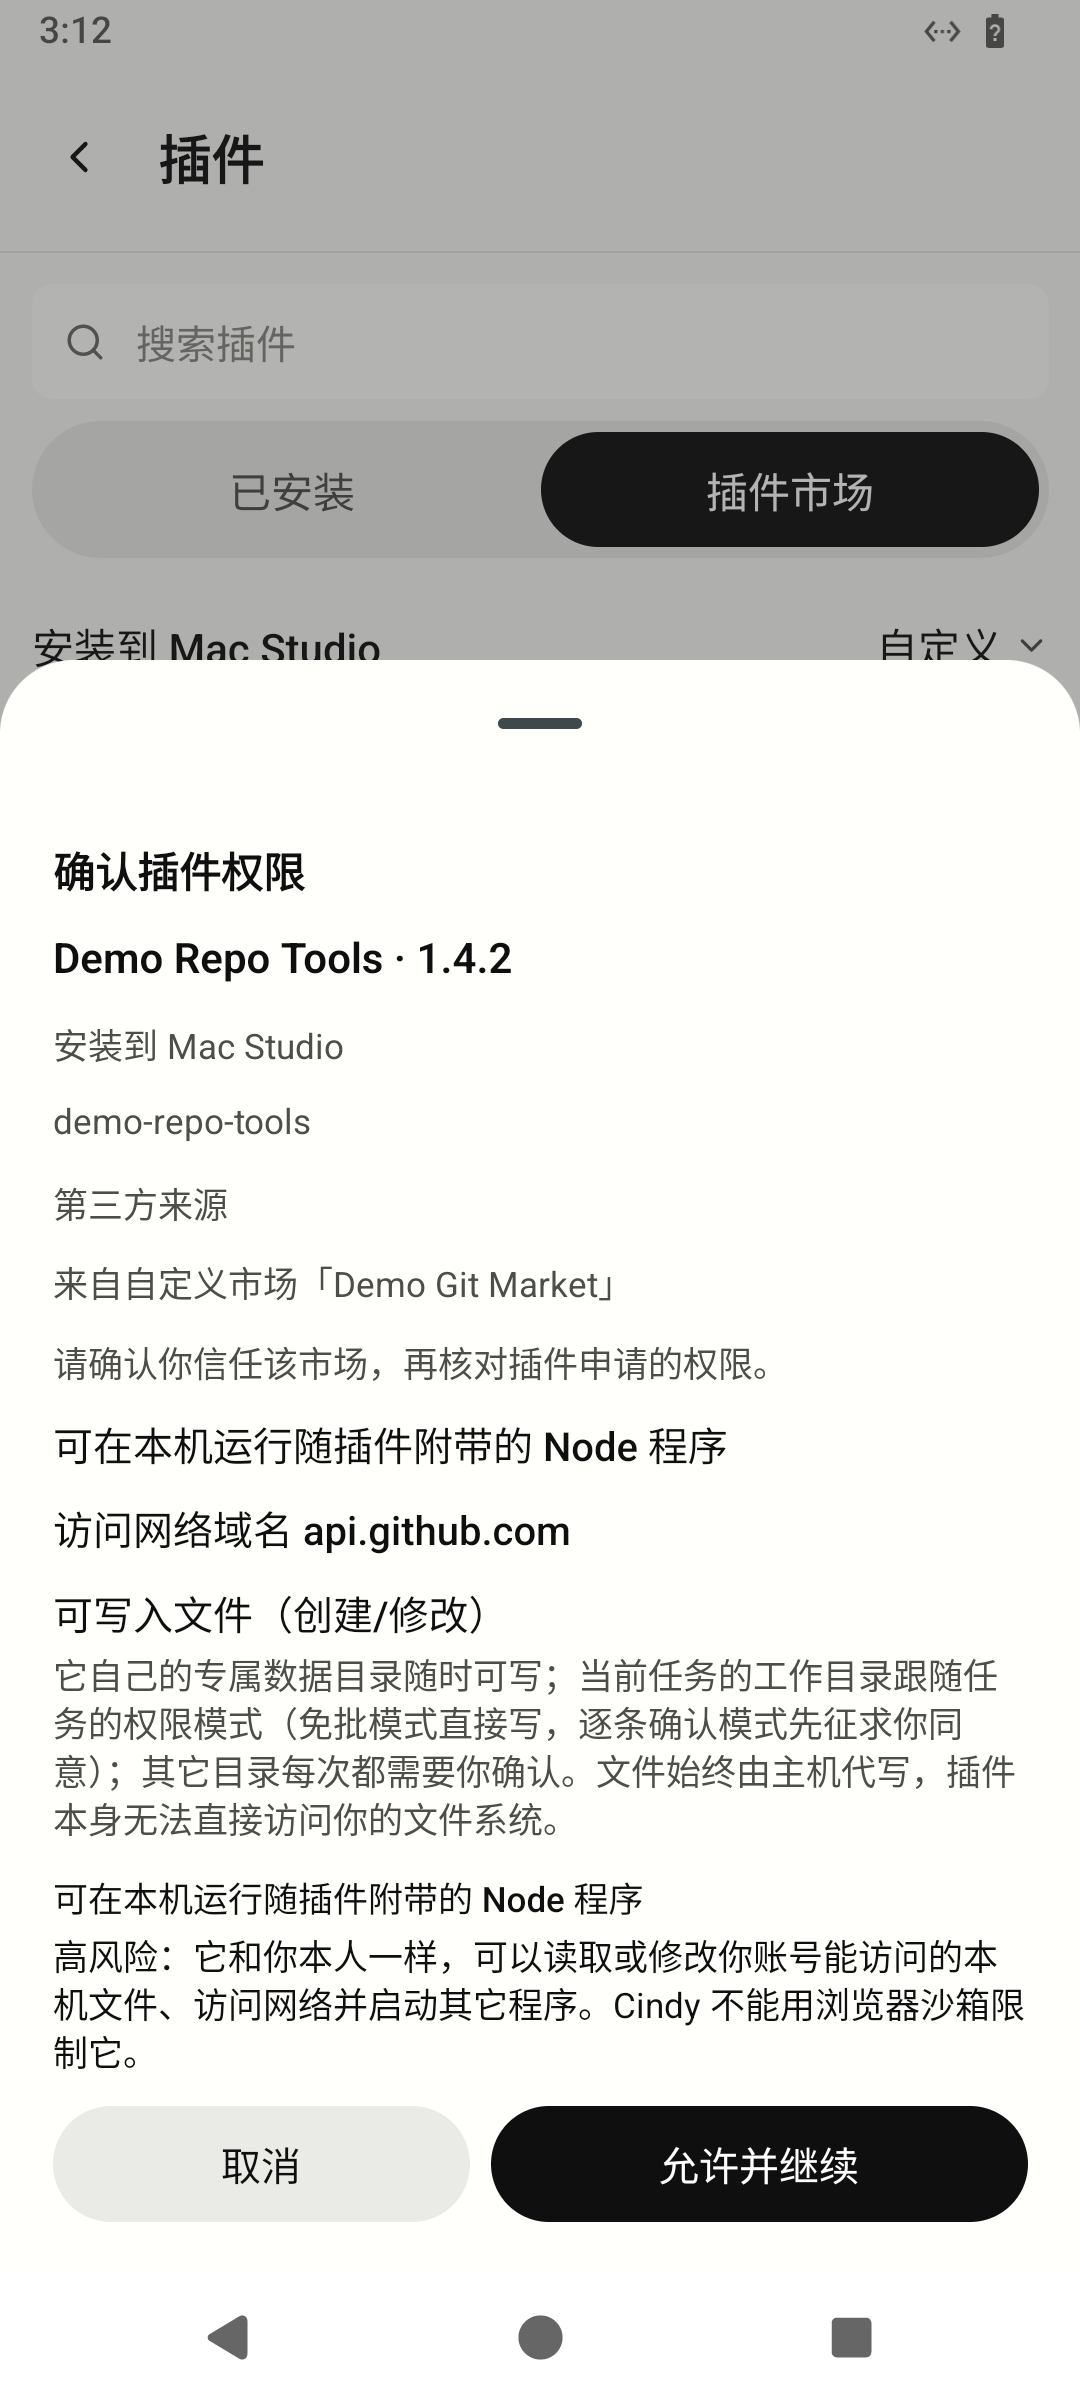 3:12
插件
搜索插件
已安装
插件市场
安装到 Mac Studio
自定义
确认插件权限
Demo Repo Tools · 1.4.2
安装到 Mac Studio
demo-repo-tools
第三方来源
来自自定义市场「Demo Git Market」
请确认你信任该市场，再核对插件申请的权限。
可在本机运行随插件附带的 Node 程序
访问网络域名 api.github.com
可写入文件（创建/修改）
它自己的专属数据目录随时可写；当前任务的工作目录跟随任
务的权限模式（免批模式直接写，逐条确认模式先征求你同
意）；其它目录每次都需要你确认。文件始终由主机代写，插件
本身无法直接访问你的文件系统。
可在本机运行随插件附带的 Node 程序
高风险：它和你本人一样，可以读取或修改你账号能访问的本
机文件、访问网络并启动其它程序。Cindy 不能用浏览器沙箱限
制它。
取消
允许并继续